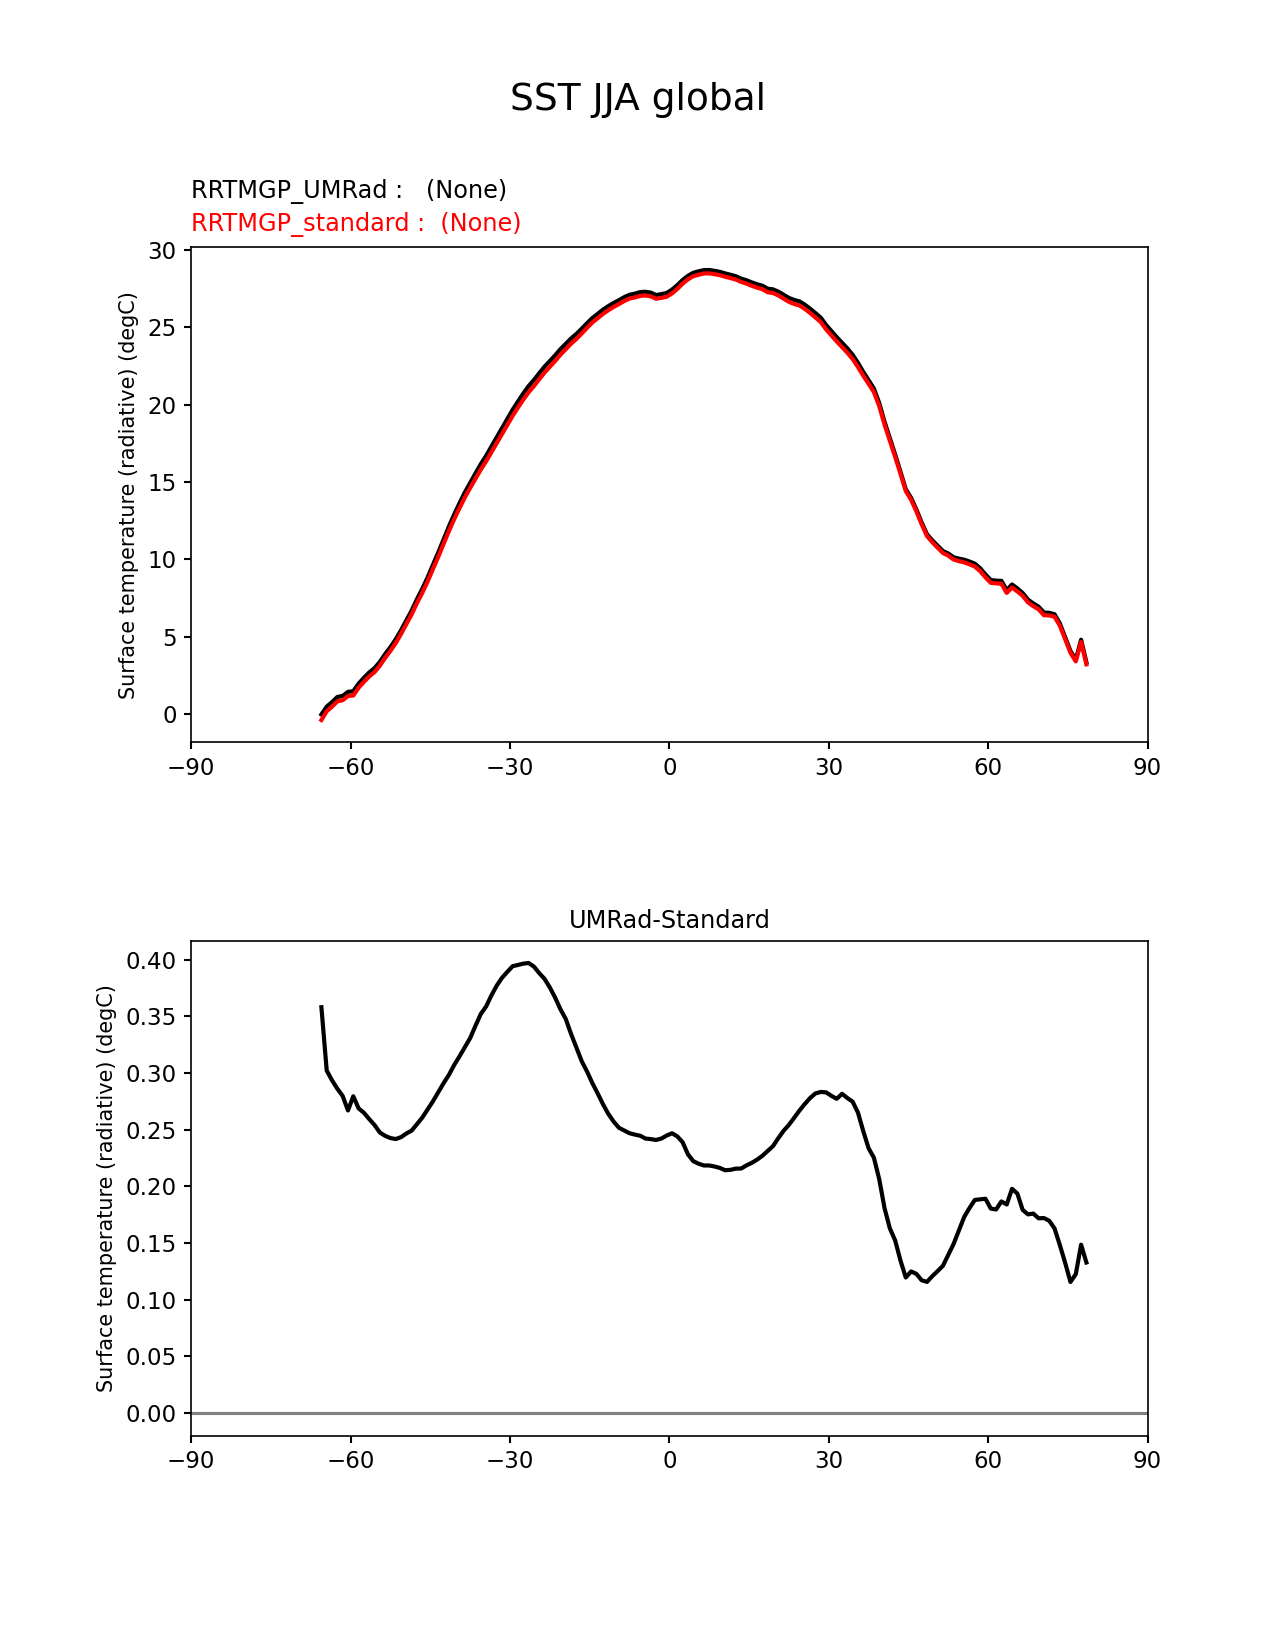 SST JJA global
RRTMGP_UMRad :   (None)
RRTMGP_standard :  (None)
Surface temperature (radiative) (degC)
30
25
20
15
10
5
0
−90 −60 −30 0 30 60 90
UMRad-Standard
Surface temperature (radiative) (degC)
0.40
0.35
0.30
0.25
0.20
0.15
0.10
0.05
0.00
−90 −60 −30 0 30 60 90